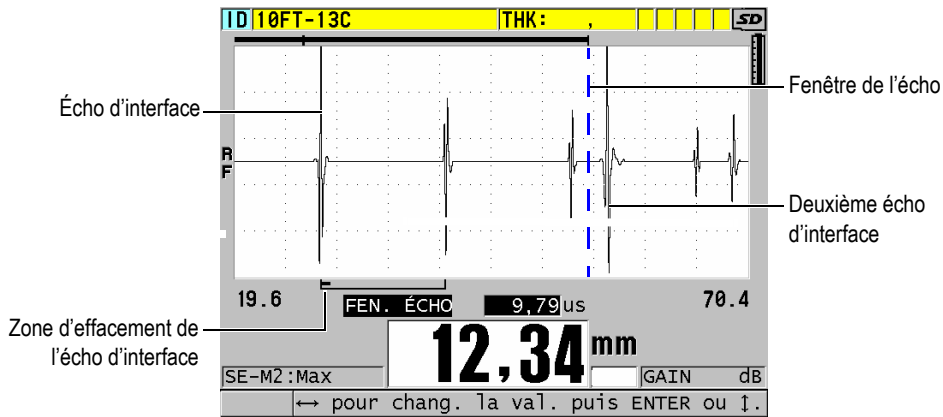 ID 10FT-13C THK: , SD
Écho d'interface
Fenêtre de l'écho
RF
Deuxième écho
d'interface
19.6 FEN. ÉCHO 9,79us 70.4
Zone d'effacement de
l'écho d'interface
12,34 mm
SE-M2:Max GAIN dB
↔ pour chang. la val. puis ENTER ou ↕.